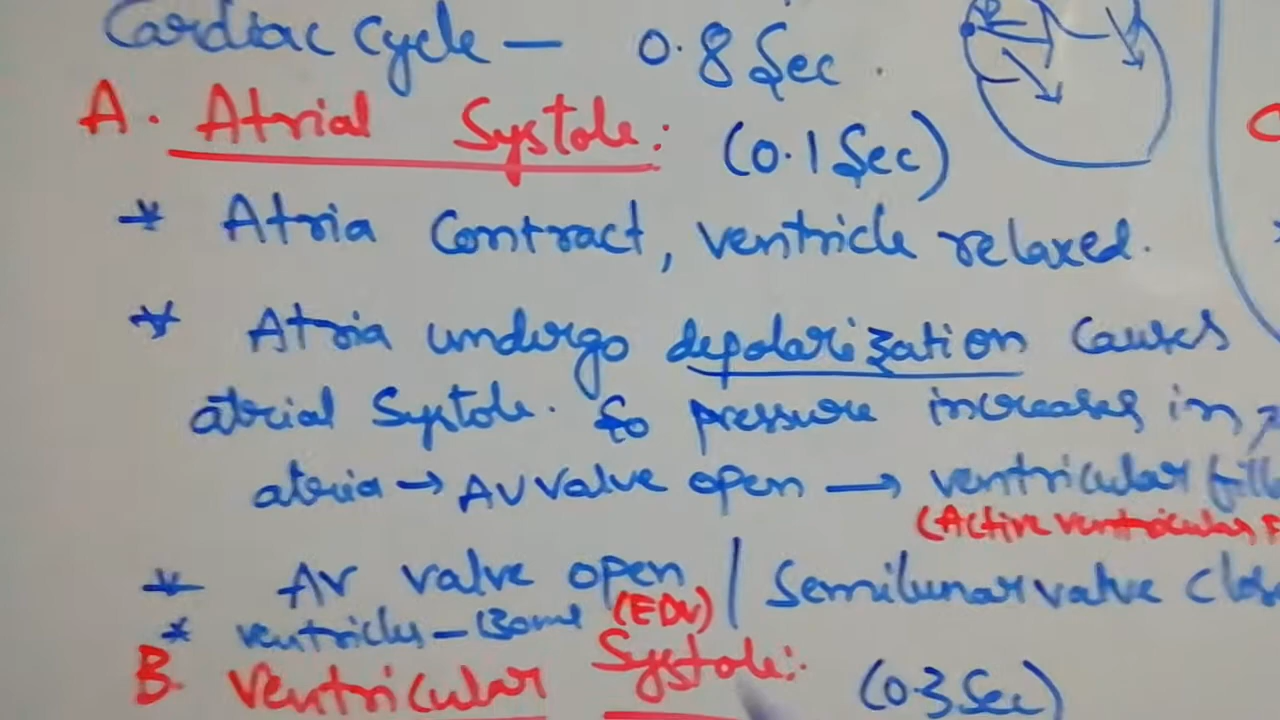 Cardiac Cycle — 0.8 Sec.
A. Atrial Systole: (0.1 Sec)
* Atria Contract, ventricle relaxed.
* Atria undergo depolarization Causes
atrial Systole. So pressure increases in
atria → AV valve open → ventricular fill
(Active ventricular F
* AV valve open / Semilunar valve Clos
* ventricles - 130ml (EDV)
B. Ventricular Systole:- (0.3 Sec)